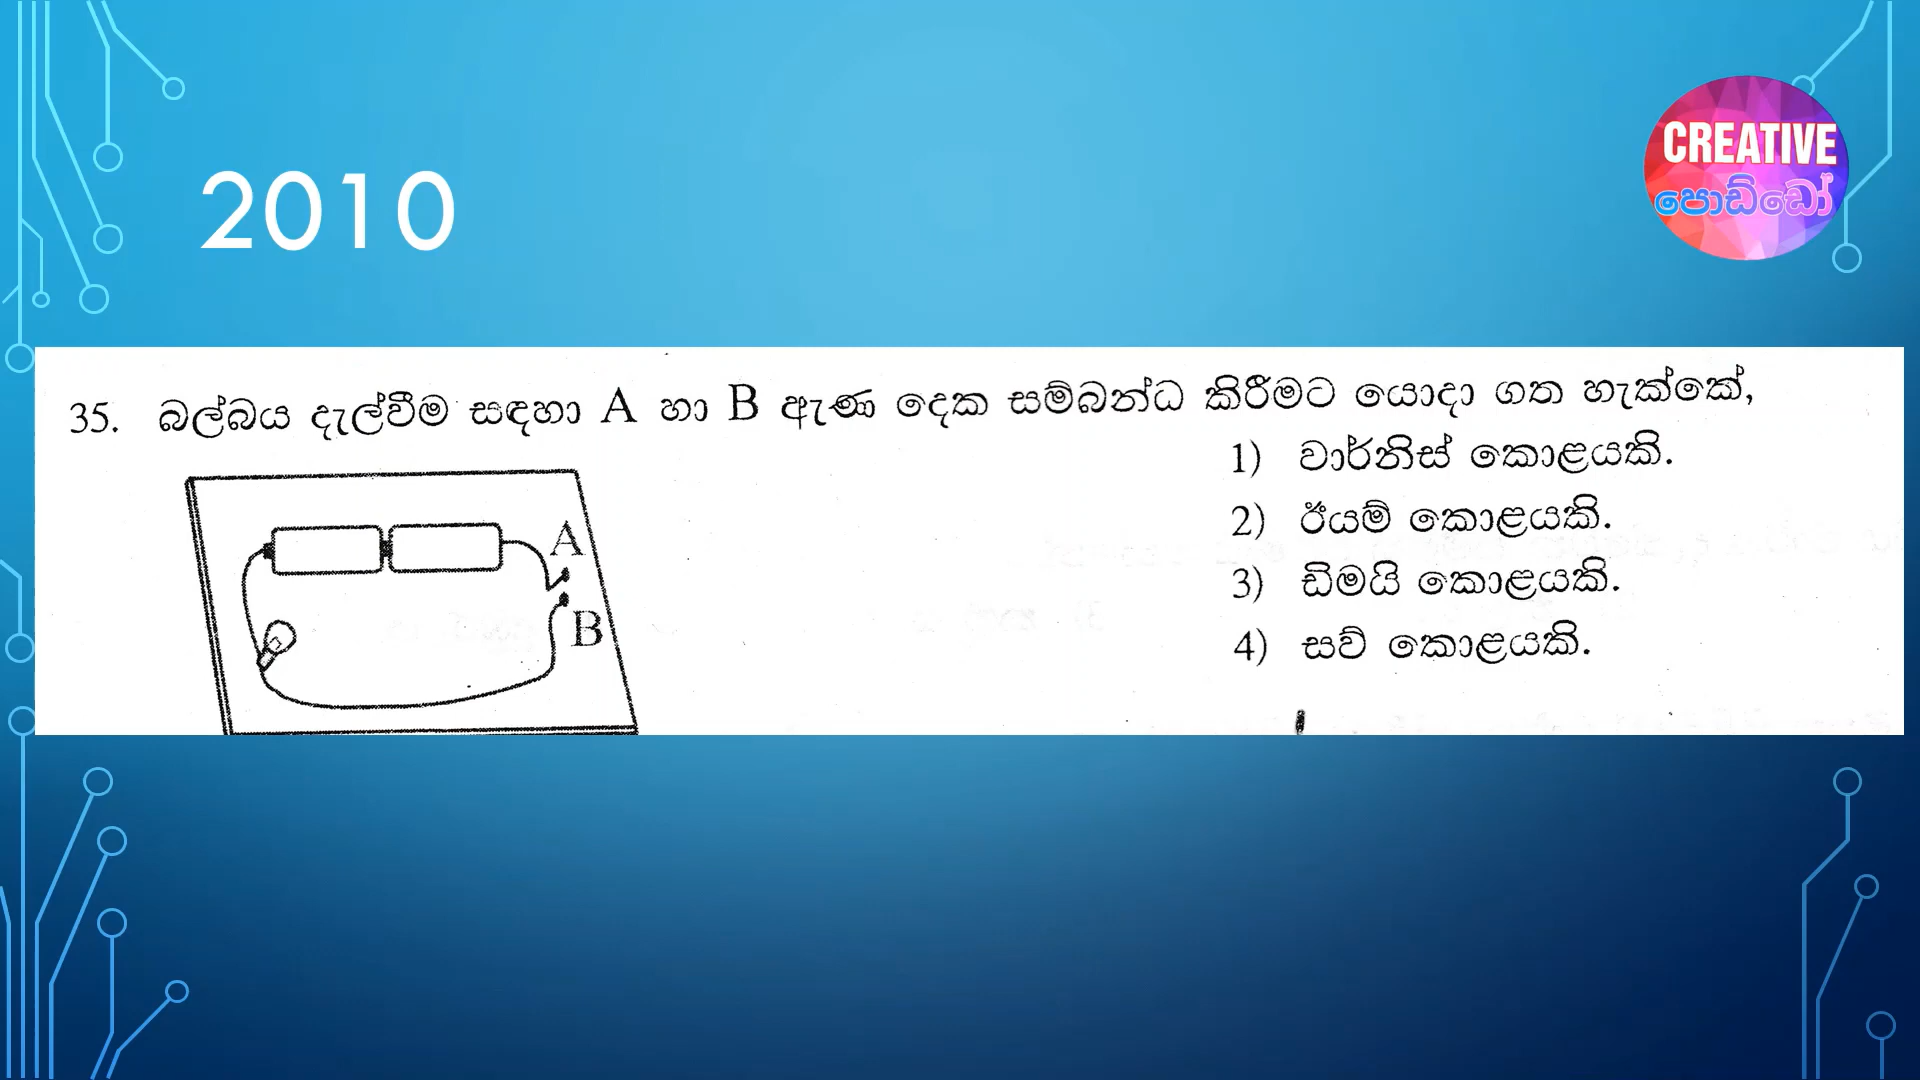 2010
CREATIVE
පොඩ්ඩෝ
35. බල්බය දැල්වීම සඳහා A හා B ඇණ දෙක සම්බන්ධ කිරීමට යොදා ගත හැක්කේ,
1) වාර්නිස් කොළයකි.
2) ඊයම් කොළයකි.
3) ඩිමයි කොළයකි.
4) සව් කොළයකි.
A
B